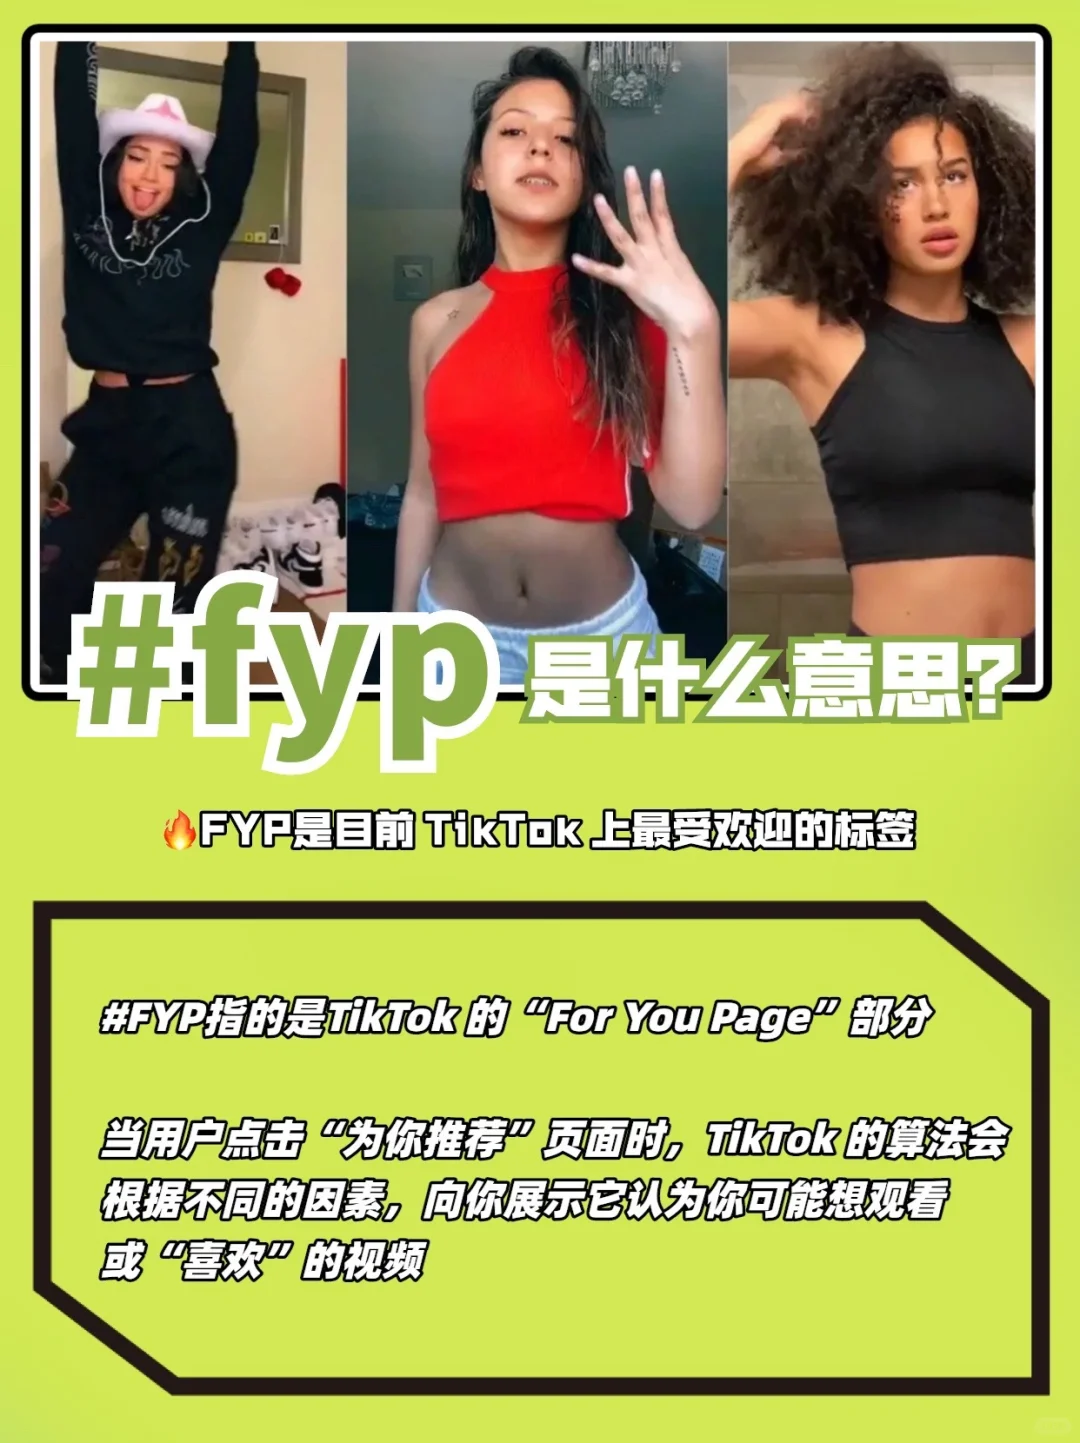 #fyp 是什么意思?
🔥FYP是目前 TikTok 上最受欢迎的标签
#FYP指的是TikTok 的“For You Page”部分
当用户点击“为你推荐”页面时，TikTok 的算法会
根据不同的因素，向你展示它认为你可能想观看
或“喜欢”的视频